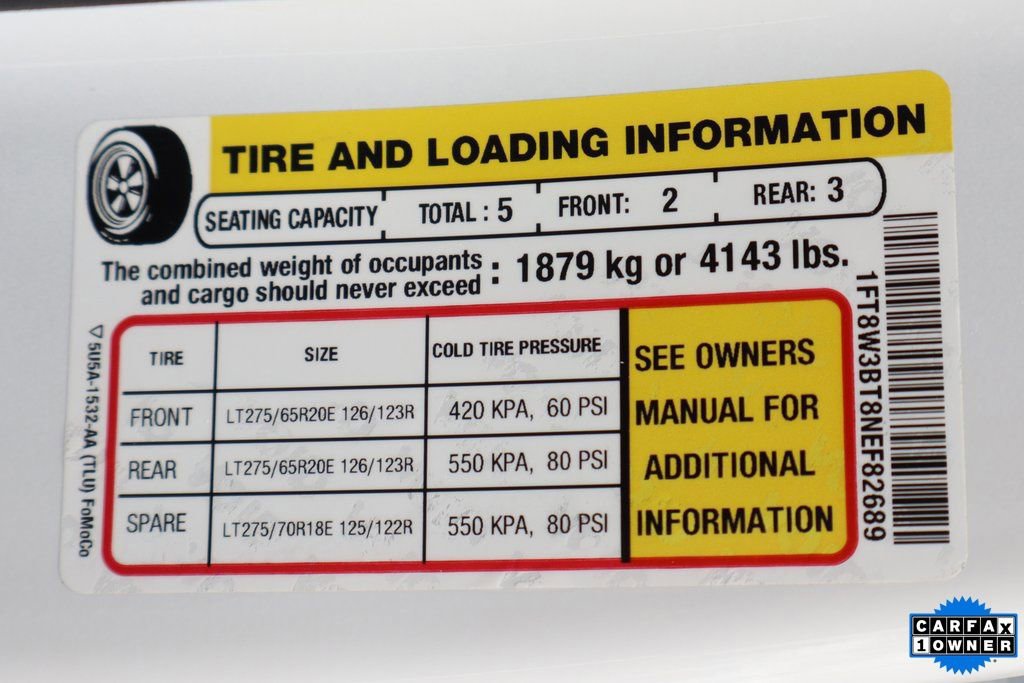 TIRE AND LOADING INFORMATION
SEATING CAPACITY TOTAL : 5 FRONT: 2 REAR: 3
The combined weight of occupants
and cargo should never exceed : 1879 kg or 4143 lbs.
TIRE SIZE COLD TIRE PRESSURE
FRONT LT275/65R20E 126/123R 420 KPA, 60 PSI
REAR LT275/65R20E 126/123R 550 KPA, 80 PSI
SPARE LT275/70R18E 125/122R 550 KPA, 80 PSI
SEE OWNERS
MANUAL FOR
ADDITIONAL
INFORMATION
5U5A-1532-AA (TLU) FoMoCo
1FT8W3BT8NEF82689
CARFAX
1 OWNER